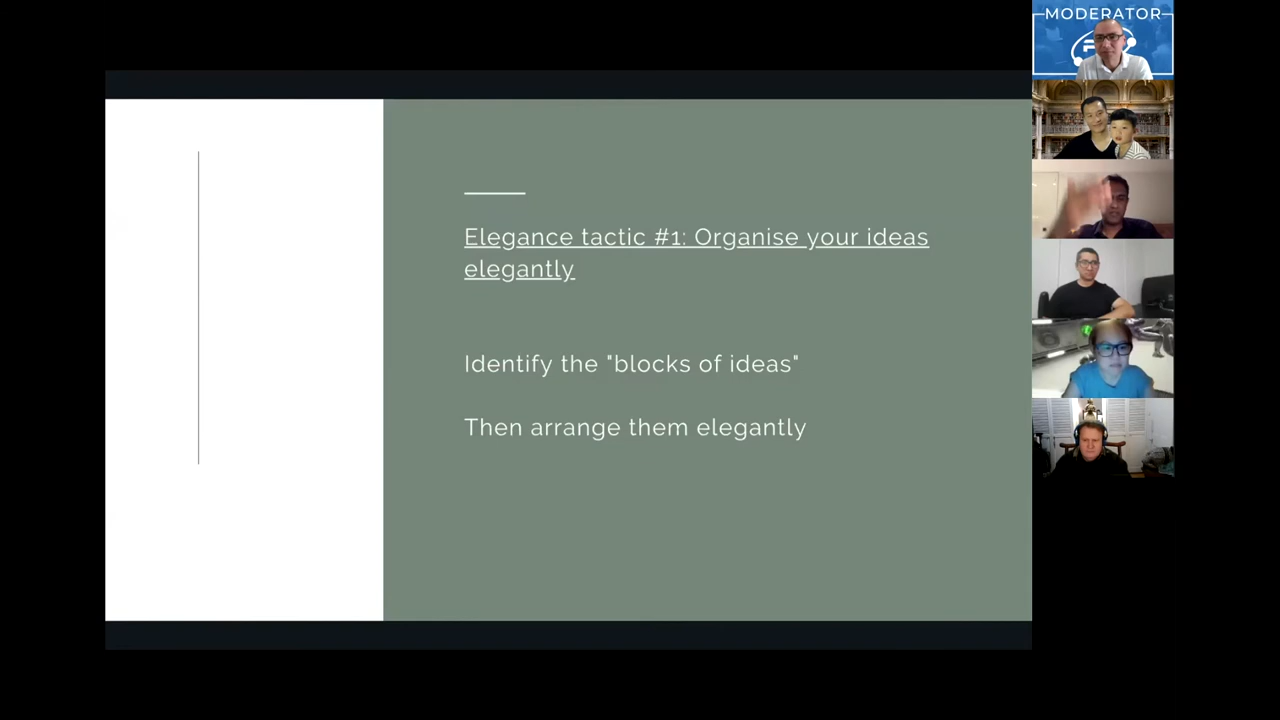 MODERATOR
Elegance tactic #1: Organise your ideas
elegantly
Identify the "blocks of ideas"
Then arrange them elegantly